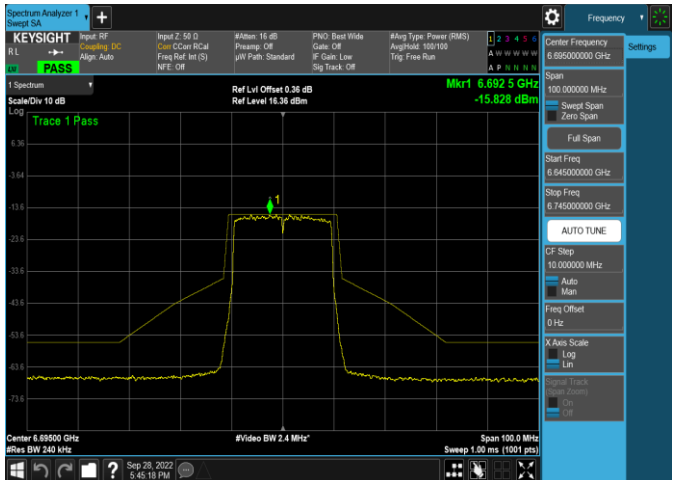 Spectrum Analyzer 1
Swept SA
+
Frequency
KEYSIGHT
RL
PASS
Input: RF
Coupling: DC
Align: Auto
Input Z: 50 Ω
Corr CCorr RCal
Freq Ref: Int (S)
NFE: Off
#Atten: 16 dB
Preamp: Off
µW Path: Standard
PNO: Best Wide
Gate: Off
IF Gain: Low
Sig Track: Off
#Avg Type: Power (RMS)
Avg|Hold: 100/100
Trig: Free Run
1 2 3 4 5 6
A W W W W W
A P N N N N
1 Spectrum
Scale/Div 10 dB
Ref Lvl Offset 0.36 dB
Ref Level 16.36 dBm
Mkr1 6.692 5 GHz
-15.828 dBm
Log
Trace 1 Pass
6.36
-3.64
-13.6
-23.6
-33.6
-43.6
-53.6
-63.6
-73.6
1
Center 6.69500 GHz
#Res BW 240 kHz
#Video BW 2.4 MHz*
Span 100.0 MHz
Sweep 1.00 ms (1001 pts)
Sep 28, 2022
5:45:18 PM
?
Center Frequency
6.695000000 GHz
Span
100.000000 MHz
Swept Span
Zero Span
Full Span
Start Freq
6.645000000 GHz
Stop Freq
6.745000000 GHz
AUTO TUNE
CF Step
10.000000 MHz
Auto
Man
Freq Offset
0 Hz
X Axis Scale
Log
Lin
Signal Track
(Span Zoom)
On
Off
Settings